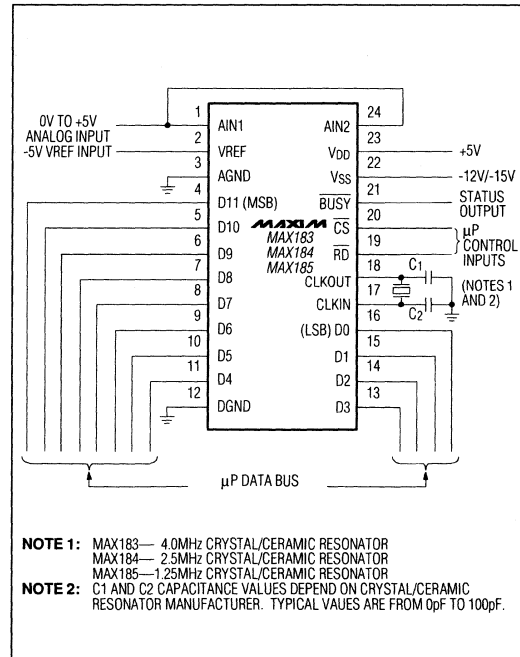 1
24
0V TO +5V
ANALOG INPUT
AIN1
AIN2
2
23
-5V VREF INPUT
VREF
VDD
+5V
3
22
AGND
VSS
-12V/-15V
4
21
D11 (MSB)
BUSY
STATUS
OUTPUT
5
20
D10
MAXIM
CS
µP
CONTROL
INPUTS
MAX183
MAX184
MAX185
6
19
D9
RD
7
18
D8
CLKOUT
C1
8
17
D7
CLKIN
C2
(NOTES 1
AND 2)
9
16
D6
(LSB) D0
10
15
D5
D1
11
14
D4
D2
12
13
DGND
D3
µP DATA BUS
NOTE 1: MAX183— 4.0MHz CRYSTAL/CERAMIC RESONATOR
MAX184— 2.5MHz CRYSTAL/CERAMIC RESONATOR
MAX185—1.25MHz CRYSTAL/CERAMIC RESONATOR
NOTE 2: C1 AND C2 CAPACITANCE VALUES DEPEND ON CRYSTAL/CERAMIC
RESONATOR MANUFACTURER. TYPICAL VAUES ARE FROM 0pF TO 100pF.